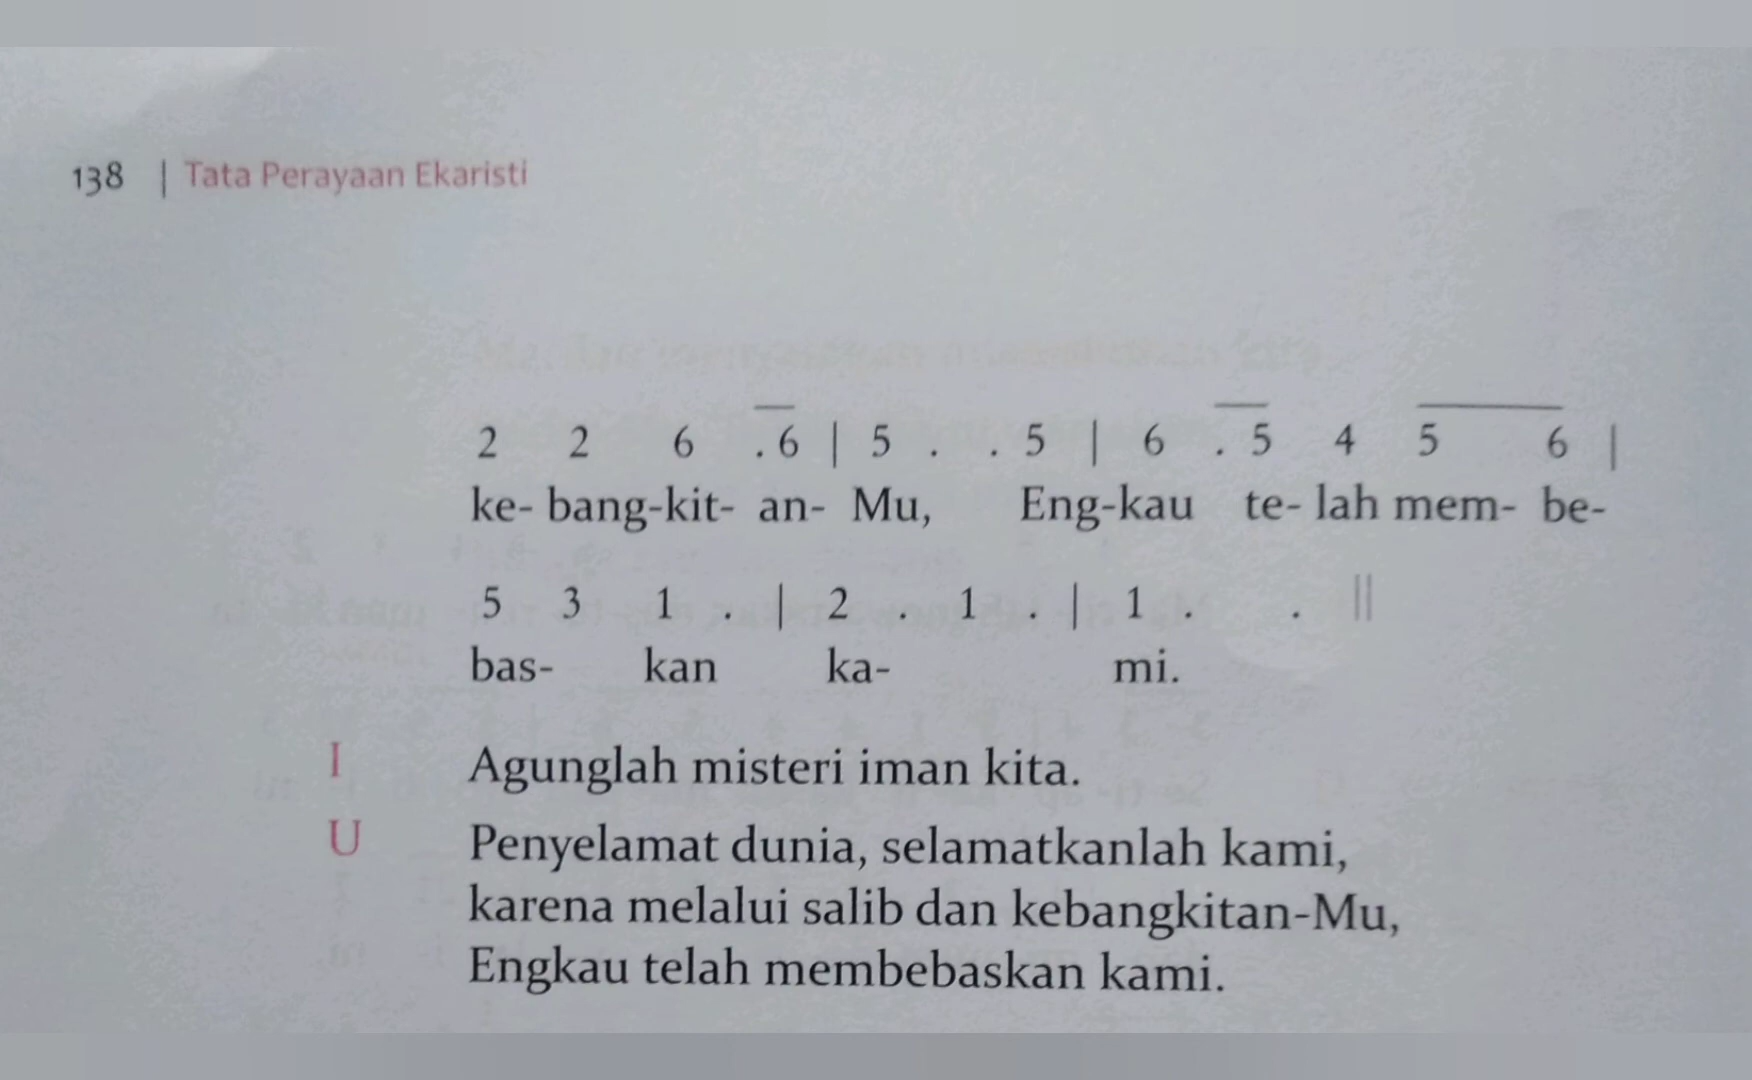 138 | Tata Perayaan Ekaristi
2 2 6 .6 | 5 . . 5 | 6 . 5 4 5 6 |
ke- bang-kit- an- Mu, Eng-kau te- lah mem- be-
5 3 1 . | 2 . 1 . | 1 . . ||
bas- kan ka- mi.
I Agunglah misteri iman kita.
U Penyelamat dunia, selamatkanlah kami,
karena melalui salib dan kebangkitan-Mu,
Engkau telah membebaskan kami.